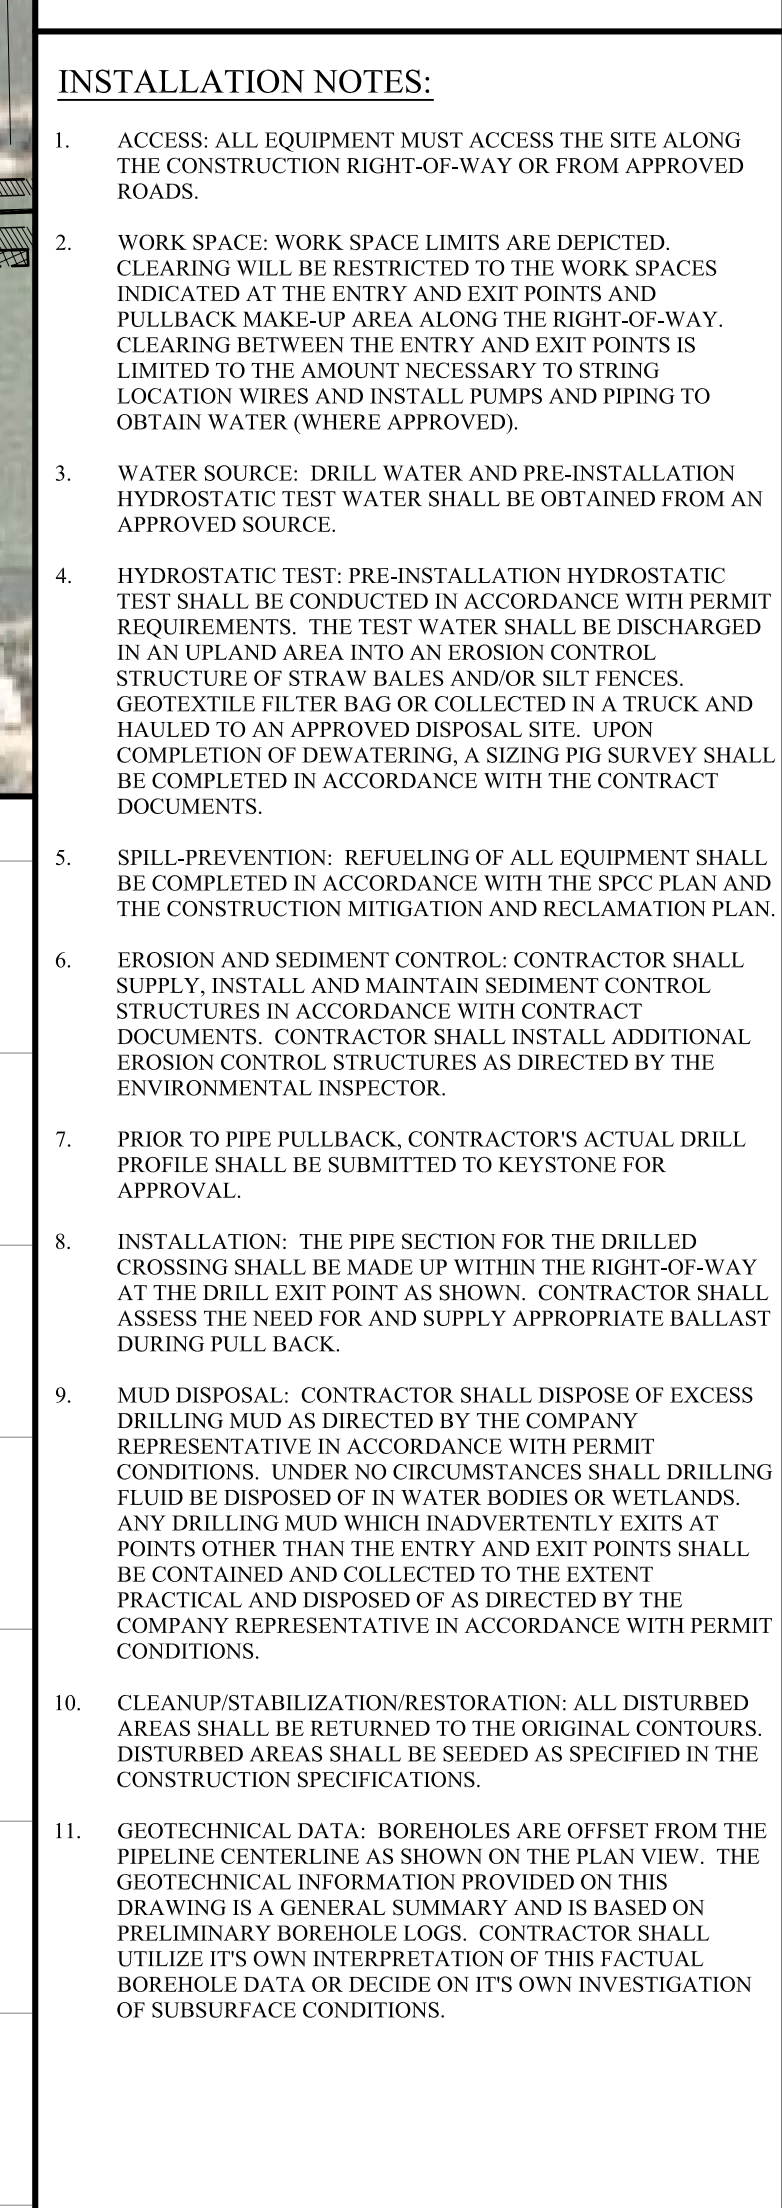 INSTALLATION NOTES:
1. ACCESS: ALL EQUIPMENT MUST ACCESS THE SITE ALONG
THE CONSTRUCTION RIGHT-OF-WAY OR FROM APPROVED
ROADS.
2. WORK SPACE: WORK SPACE LIMITS ARE DEPICTED.
CLEARING WILL BE RESTRICTED TO THE WORK SPACES
INDICATED AT THE ENTRY AND EXIT POINTS AND
PULLBACK MAKE-UP AREA ALONG THE RIGHT-OF-WAY.
CLEARING BETWEEN THE ENTRY AND EXIT POINTS IS
LIMITED TO THE AMOUNT NECESSARY TO STRING
LOCATION WIRES AND INSTALL PUMPS AND PIPING TO
OBTAIN WATER (WHERE APPROVED).
3. WATER SOURCE: DRILL WATER AND PRE-INSTALLATION
HYDROSTATIC TEST WATER SHALL BE OBTAINED FROM AN
APPROVED SOURCE.
4. HYDROSTATIC TEST: PRE-INSTALLATION HYDROSTATIC
TEST SHALL BE CONDUCTED IN ACCORDANCE WITH PERMIT
REQUIREMENTS. THE TEST WATER SHALL BE DISCHARGED
IN AN UPLAND AREA INTO AN EROSION CONTROL
STRUCTURE OF STRAW BALES AND/OR SILT FENCES.
GEOTEXTILE FILTER BAG OR COLLECTED IN A TRUCK AND
HAULED TO AN APPROVED DISPOSAL SITE. UPON
COMPLETION OF DEWATERING, A SIZING PIG SURVEY SHALL
BE COMPLETED IN ACCORDANCE WITH THE CONTRACT
DOCUMENTS.
5. SPILL-PREVENTION: REFUELING OF ALL EQUIPMENT SHALL
BE COMPLETED IN ACCORDANCE WITH THE SPCC PLAN AND
THE CONSTRUCTION MITIGATION AND RECLAMATION PLAN.
6. EROSION AND SEDIMENT CONTROL: CONTRACTOR SHALL
SUPPLY, INSTALL AND MAINTAIN SEDIMENT CONTROL
STRUCTURES IN ACCORDANCE WITH CONTRACT
DOCUMENTS. CONTRACTOR SHALL INSTALL ADDITIONAL
EROSION CONTROL STRUCTURES AS DIRECTED BY THE
ENVIRONMENTAL INSPECTOR.
7. PRIOR TO PIPE PULLBACK, CONTRACTOR'S ACTUAL DRILL
PROFILE SHALL BE SUBMITTED TO KEYSTONE FOR
APPROVAL.
8. INSTALLATION: THE PIPE SECTION FOR THE DRILLED
CROSSING SHALL BE MADE UP WITHIN THE RIGHT-OF-WAY
AT THE DRILL EXIT POINT AS SHOWN. CONTRACTOR SHALL
ASSESS THE NEED FOR AND SUPPLY APPROPRIATE BALLAST
DURING PULL BACK.
9. MUD DISPOSAL: CONTRACTOR SHALL DISPOSE OF EXCESS
DRILLING MUD AS DIRECTED BY THE COMPANY
REPRESENTATIVE IN ACCORDANCE WITH PERMIT
CONDITIONS. UNDER NO CIRCUMSTANCES SHALL DRILLING
FLUID BE DISPOSED OF IN WATER BODIES OR WETLANDS.
ANY DRILLING MUD WHICH INADVERTENTLY EXITS AT
POINTS OTHER THAN THE ENTRY AND EXIT POINTS SHALL
BE CONTAINED AND COLLECTED TO THE EXTENT
PRACTICAL AND DISPOSED OF AS DIRECTED BY THE
COMPANY REPRESENTATIVE IN ACCORDANCE WITH PERMIT
CONDITIONS.
10. CLEANUP/STABILIZATION/RESTORATION: ALL DISTURBED
AREAS SHALL BE RETURNED TO THE ORIGINAL CONTOURS.
DISTURBED AREAS SHALL BE SEEDED AS SPECIFIED IN THE
CONSTRUCTION SPECIFICATIONS.
11. GEOTECHNICAL DATA: BOREHOLES ARE OFFSET FROM THE
PIPELINE CENTERLINE AS SHOWN ON THE PLAN VIEW. THE
GEOTECHNICAL INFORMATION PROVIDED ON THIS
DRAWING IS A GENERAL SUMMARY AND IS BASED ON
PRELIMINARY BOREHOLE LOGS. CONTRACTOR SHALL
UTILIZE IT'S OWN INTERPRETATION OF THIS FACTUAL
BOREHOLE DATA OR DECIDE ON IT'S OWN INVESTIGATION
OF SUBSURFACE CONDITIONS.